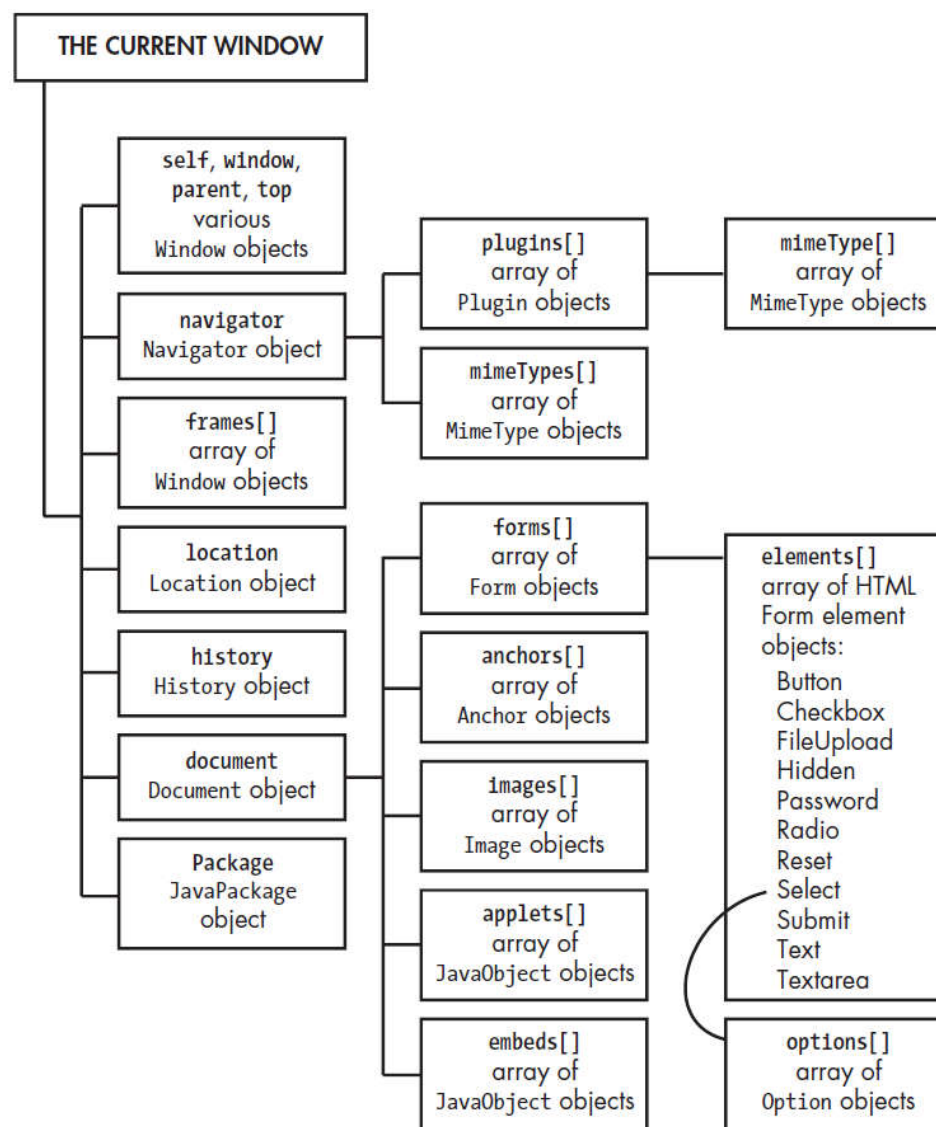 THE CURRENT WINDOW
self, window,
parent, top
various
Window objects
navigator
Navigator object
frames[]
array of
Window objects
location
Location object
history
History object
document
Document object
Package
JavaPackage
object
plugins[]
array of
Plugin objects
mimeTypes[]
array of
MimeType objects
mimeType[]
array of
MimeType objects
forms[]
array of
Form objects
anchors[]
array of
Anchor objects
images[]
array of
Image objects
applets[]
array of
JavaObject objects
embeds[]
array of
JavaObject objects
elements[]
array of HTML
Form element
objects:
Button
Checkbox
FileUpload
Hidden
Password
Radio
Reset
Select
Submit
Text
Textarea
options[]
array of
Option objects